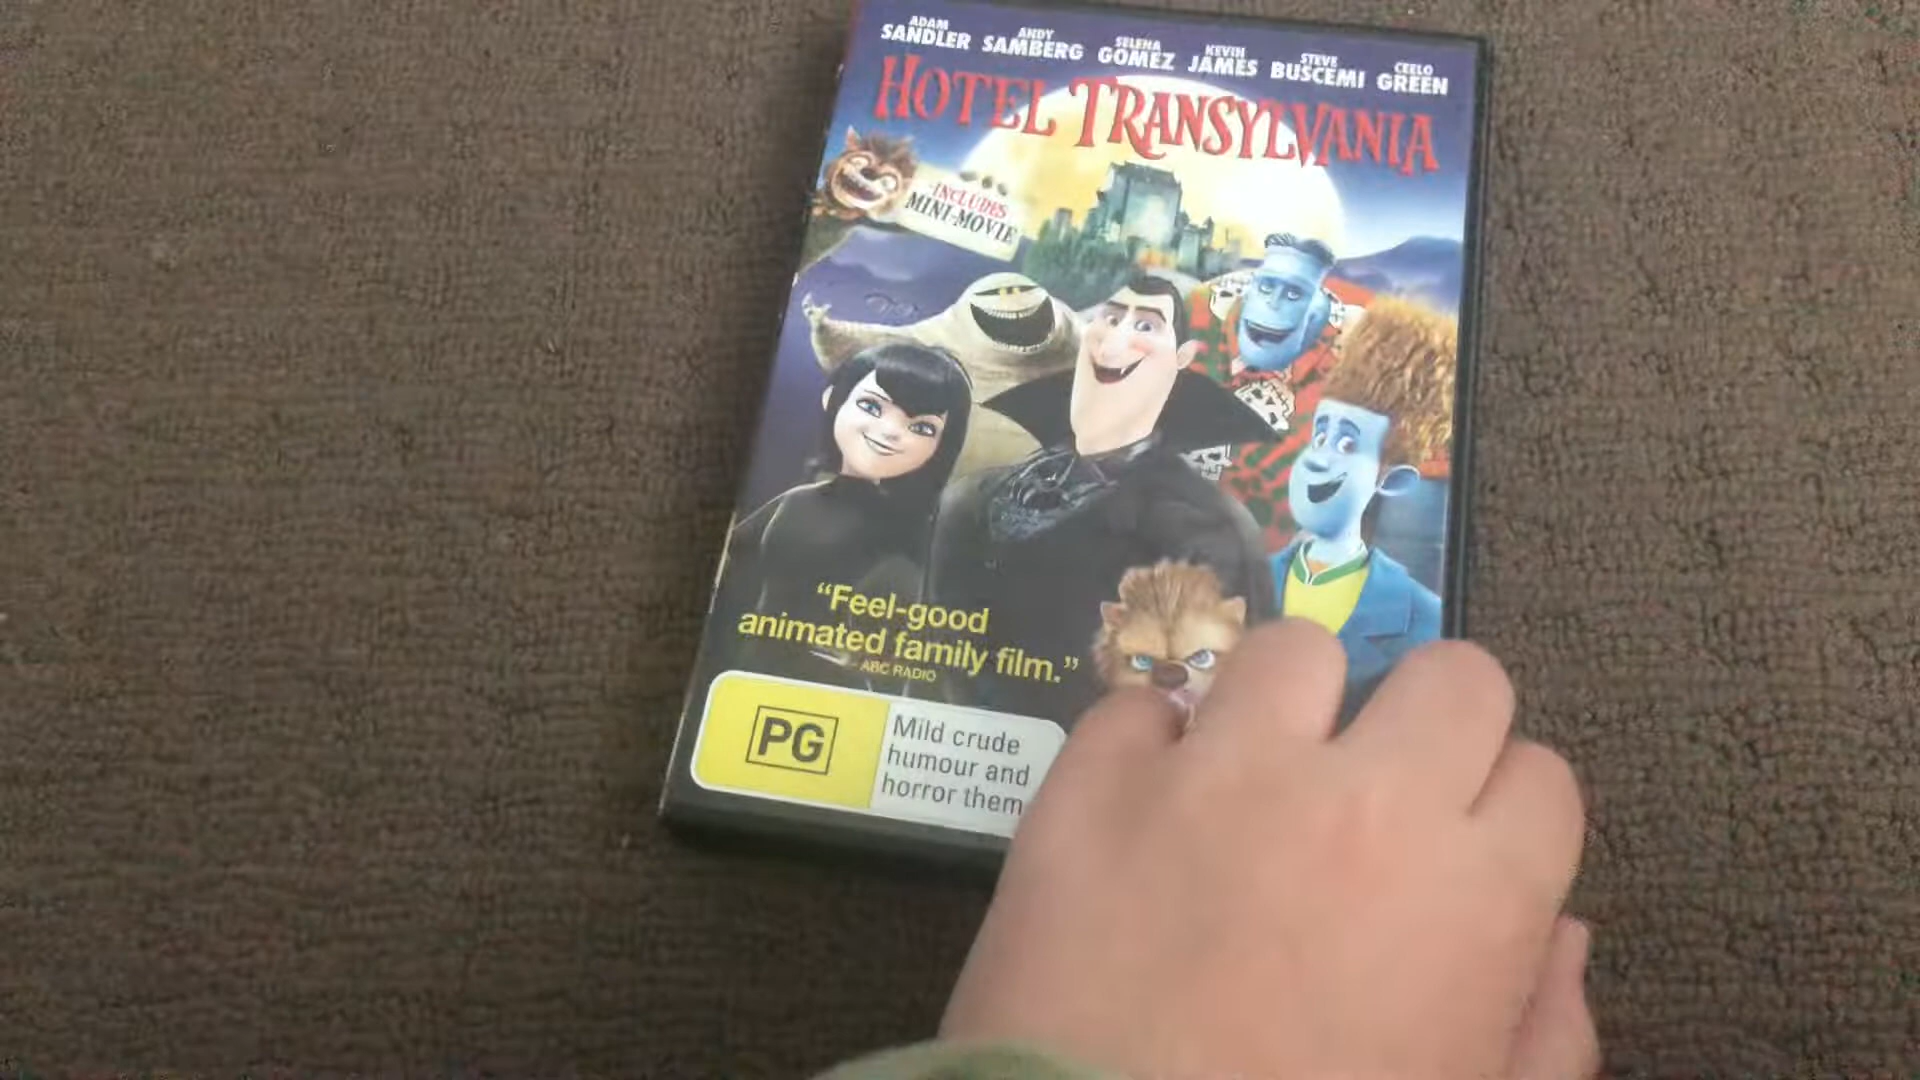 ADAM SANDLER ANDY SAMBERG SELENA GOMEZ KEVIN JAMES STEVE BUSCEMI CEELO GREEN
HOTEL TRANSYLVANIA
INCLUDES
MINI-MOVIE
“Feel-good
animated family film.”
- ABC RADIO
PG
Mild crude
humour and
horror them